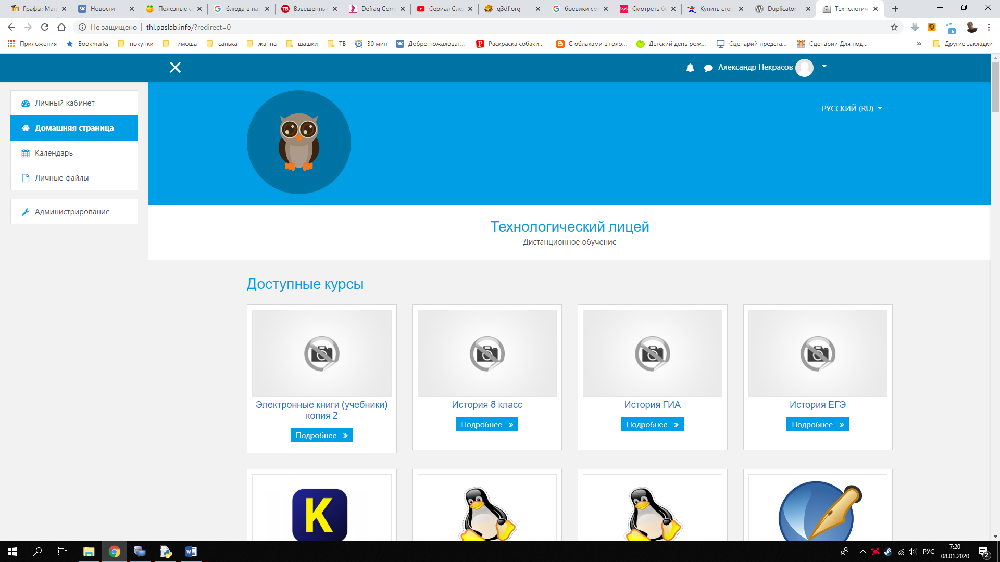 Графы: Мат
Новости
Полезные с
блюда в па
Взвешенны
Defrag Com
Сериал Сле
q3df.org
боевики см
Смотреть б
Купить степ
Duplicator –
Технологич
Не защищено | thl.paslab.info/?redirect=0
-6
Приложения Bookmarks покупки тимоша санька жанна шашки ТВ 30 мин Добро пожаловат... Раскраска собаки... С облаками в голо... Детский день рож... Сценарий предста... Сценарии Для под... » Другие закладки
Александр Некрасов
РУССКИЙ (RU)
Личный кабинет
Домашняя страница
Календарь
Личные файлы
Администрирование
Технологический лицей
Дистанционное обучение
Доступные курсы
Электронные книги (учебники)
копия 2
Подробнее »
История 8 класс
Подробнее »
История ГИА
Подробнее »
История ЕГЭ
Подробнее »
K
РУС
7:20
08.01.2020
2